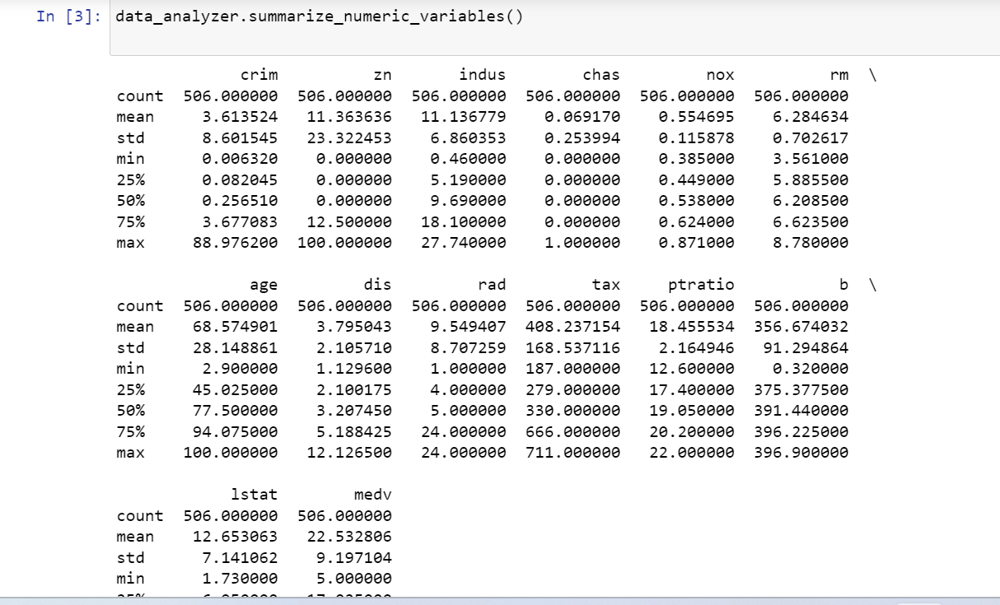 In [3]: data_analyzer.summarize_numeric_variables()
crim zn indus chas nox rm \
count 506.000000 506.000000 506.000000 506.000000 506.000000 506.000000
mean 3.613524 11.363636 11.136779 0.069170 0.554695 6.284634
std 8.601545 23.322453 6.860353 0.253994 0.115878 0.702617
min 0.006320 0.000000 0.460000 0.000000 0.385000 3.561000
25% 0.082045 0.000000 5.190000 0.000000 0.449000 5.885500
50% 0.256510 0.000000 9.690000 0.000000 0.538000 6.208500
75% 3.677083 12.500000 18.100000 0.000000 0.624000 6.623500
max 88.976200 100.000000 27.740000 1.000000 0.871000 8.780000
age dis rad tax ptratio b \
count 506.000000 506.000000 506.000000 506.000000 506.000000 506.000000
mean 68.574901 3.795043 9.549407 408.237154 18.455534 356.674032
std 28.148861 2.105710 8.707259 168.537116 2.164946 91.294864
min 2.900000 1.129600 1.000000 187.000000 12.600000 0.320000
25% 45.025000 2.100175 4.000000 279.000000 17.400000 375.377500
50% 77.500000 3.207450 5.000000 330.000000 19.050000 391.440000
75% 94.075000 5.188425 24.000000 666.000000 20.200000 396.225000
max 100.000000 12.126500 24.000000 711.000000 22.000000 396.900000
lstat medv
count 506.000000 506.000000
mean 12.653063 22.532806
std 7.141062 9.197104
min 1.730000 5.000000